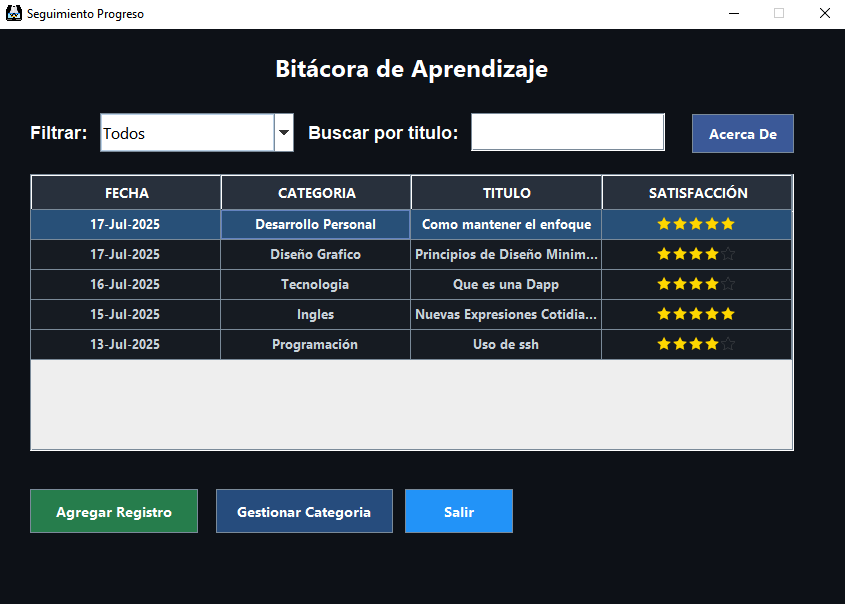 Seguimiento Progreso
Bitácora de Aprendizaje
Filtrar: Todos Buscar por titulo: Acerca De
FECHA CATEGORIA TITULO SATISFACCIÓN
17-Jul-2025 Desarrollo Personal Como mantener el enfoque ★★★★★
17-Jul-2025 Diseño Grafico Principios de Diseño Minim... ★★★★☆
16-Jul-2025 Tecnologia Que es una Dapp ★★★★☆
15-Jul-2025 Ingles Nuevas Expresiones Cotidia... ★★★★★
13-Jul-2025 Programación Uso de ssh ★★★★☆
Agregar Registro Gestionar Categoria Salir